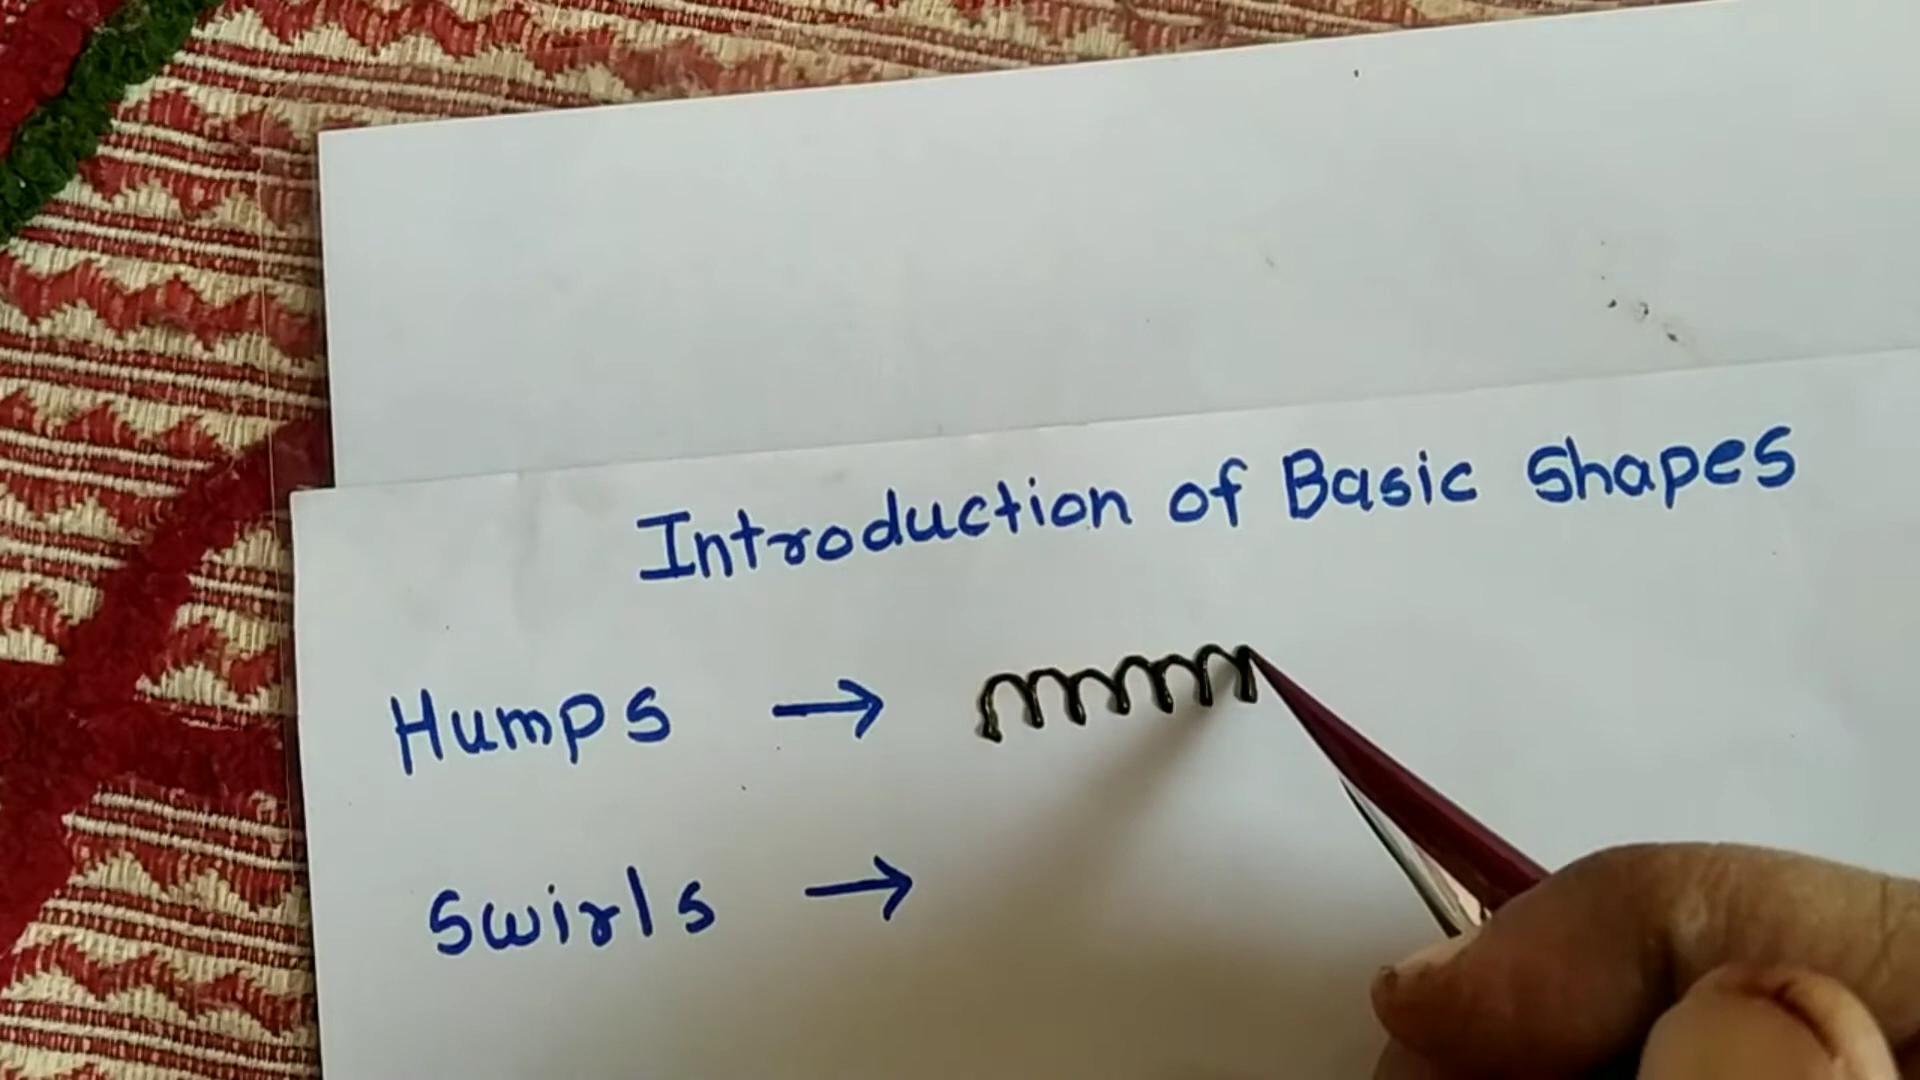 Introduction of Basic Shapes
Humps →
Swirls →